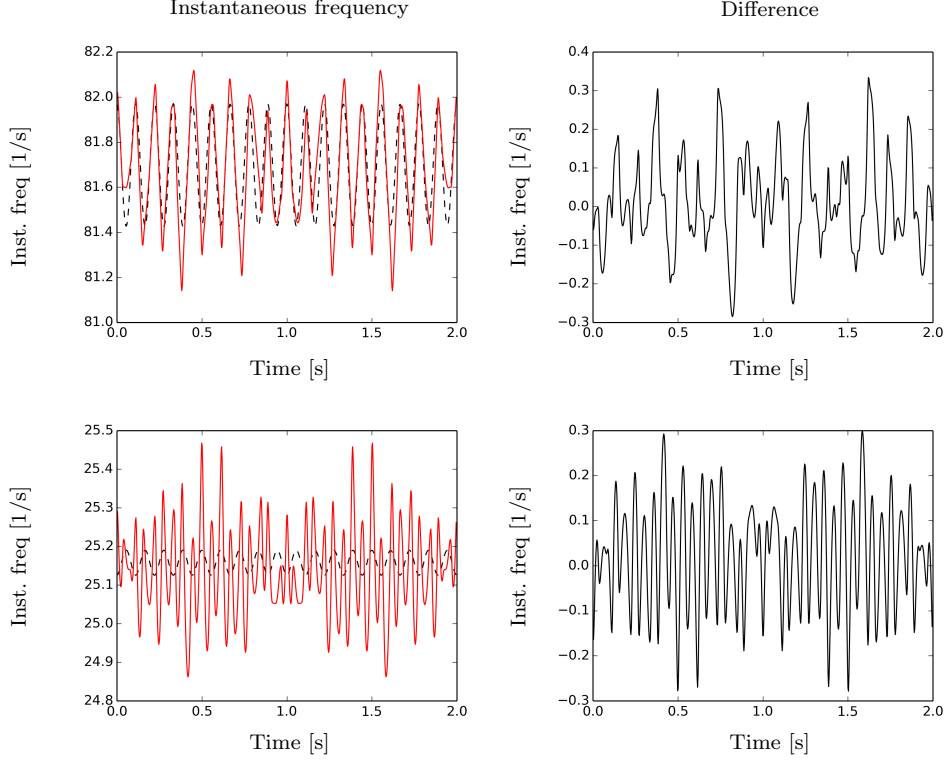 Instantaneous frequency
Difference
82.2
82.0
81.8
81.6
81.4
81.2
81.0
Inst. freq [1/s]
0.0 0.5 1.0 1.5 2.0
Time [s]
0.4
0.3
0.2
0.1
0.0
−0.1
−0.2
−0.3
Inst. freq [1/s]
0.0 0.5 1.0 1.5 2.0
Time [s]
25.5
25.4
25.3
25.2
25.1
25.0
24.9
24.8
Inst. freq [1/s]
0.0 0.5 1.0 1.5 2.0
Time [s]
0.3
0.2
0.1
0.0
−0.1
−0.2
−0.3
Inst. freq [1/s]
0.0 0.5 1.0 1.5 2.0
Time [s]